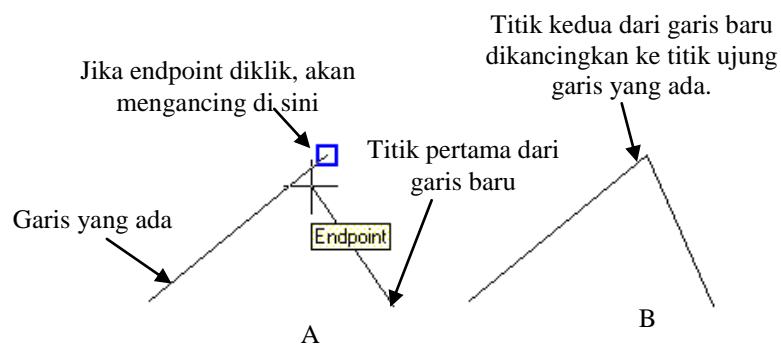 Jika endpoint diklik, akan
mengancing di sini
Titik pertama dari
garis baru
Garis yang ada
Endpoint
A
Titik kedua dari garis baru
dikancingkan ke titik ujung
garis yang ada.
B